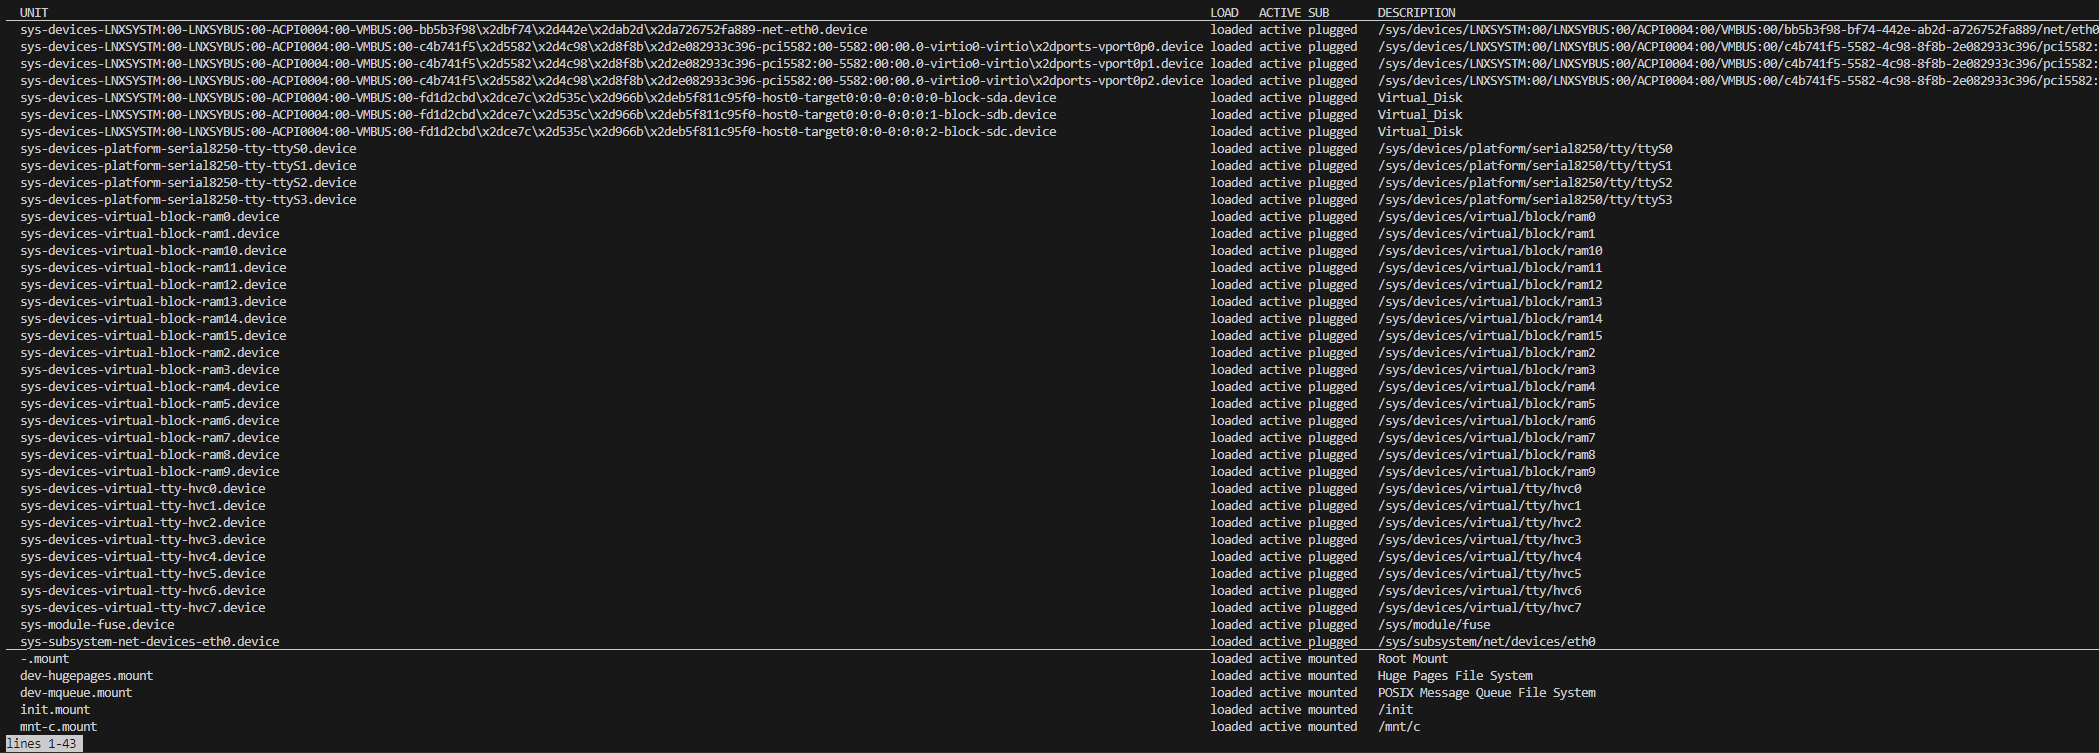 UNIT LOAD ACTIVE SUB DESCRIPTION
sys-devices-LNXSYSTM:00-LNXSYBUS:00-ACPI0004:00-VMBUS:00-bb5b3f98\x2dbf74\x2d442e\x2dab2d\x2da726752fa889-net-eth0.device loaded active plugged /sys/devices/LNXSYSTM:00/LNXSYBUS:00/ACPI0004:00/VMBUS:00/bb5b3f98-bf74-442e-ab2d-a726752fa889/net/eth0
sys-devices-LNXSYSTM:00-LNXSYBUS:00-ACPI0004:00-VMBUS:00-c4b741f5\x2d5582\x2d4c98\x2d8f8b\x2d2e082933c396-pci5582:00-5582:00:00.0-virtio0-virtio\x2dports-vport0p0.device loaded active plugged /sys/devices/LNXSYSTM:00/LNXSYBUS:00/ACPI0004:00/VMBUS:00/c4b741f5-5582-4c98-8f8b-2e082933c396/pci5582:
sys-devices-LNXSYSTM:00-LNXSYBUS:00-ACPI0004:00-VMBUS:00-c4b741f5\x2d5582\x2d4c98\x2d8f8b\x2d2e082933c396-pci5582:00-5582:00:00.0-virtio0-virtio\x2dports-vport0p1.device loaded active plugged /sys/devices/LNXSYSTM:00/LNXSYBUS:00/ACPI0004:00/VMBUS:00/c4b741f5-5582-4c98-8f8b-2e082933c396/pci5582:
sys-devices-LNXSYSTM:00-LNXSYBUS:00-ACPI0004:00-VMBUS:00-c4b741f5\x2d5582\x2d4c98\x2d8f8b\x2d2e082933c396-pci5582:00-5582:00:00.0-virtio0-virtio\x2dports-vport0p2.device loaded active plugged /sys/devices/LNXSYSTM:00/LNXSYBUS:00/ACPI0004:00/VMBUS:00/c4b741f5-5582-4c98-8f8b-2e082933c396/pci5582:
sys-devices-LNXSYSTM:00-LNXSYBUS:00-ACPI0004:00-VMBUS:00-fd1d2cbd\x2dce7c\x2d535c\x2d966b\x2deb5f811c95f0-host0-target0:0:0-0:0:0:0-block-sda.device loaded active plugged Virtual_Disk
sys-devices-LNXSYSTM:00-LNXSYBUS:00-ACPI0004:00-VMBUS:00-fd1d2cbd\x2dce7c\x2d535c\x2d966b\x2deb5f811c95f0-host0-target0:0:0-0:0:0:1-block-sdb.device loaded active plugged Virtual_Disk
sys-devices-LNXSYSTM:00-LNXSYBUS:00-ACPI0004:00-VMBUS:00-fd1d2cbd\x2dce7c\x2d535c\x2d966b\x2deb5f811c95f0-host0-target0:0:0-0:0:0:2-block-sdc.device loaded active plugged Virtual_Disk
sys-devices-platform-serial8250-tty-ttyS0.device loaded active plugged /sys/devices/platform/serial8250/tty/ttyS0
sys-devices-platform-serial8250-tty-ttyS1.device loaded active plugged /sys/devices/platform/serial8250/tty/ttyS1
sys-devices-platform-serial8250-tty-ttyS2.device loaded active plugged /sys/devices/platform/serial8250/tty/ttyS2
sys-devices-platform-serial8250-tty-ttyS3.device loaded active plugged /sys/devices/platform/serial8250/tty/ttyS3
sys-devices-virtual-block-ram0.device loaded active plugged /sys/devices/virtual/block/ram0
sys-devices-virtual-block-ram1.device loaded active plugged /sys/devices/virtual/block/ram1
sys-devices-virtual-block-ram10.device loaded active plugged /sys/devices/virtual/block/ram10
sys-devices-virtual-block-ram11.device loaded active plugged /sys/devices/virtual/block/ram11
sys-devices-virtual-block-ram12.device loaded active plugged /sys/devices/virtual/block/ram12
sys-devices-virtual-block-ram13.device loaded active plugged /sys/devices/virtual/block/ram13
sys-devices-virtual-block-ram14.device loaded active plugged /sys/devices/virtual/block/ram14
sys-devices-virtual-block-ram15.device loaded active plugged /sys/devices/virtual/block/ram15
sys-devices-virtual-block-ram2.device loaded active plugged /sys/devices/virtual/block/ram2
sys-devices-virtual-block-ram3.device loaded active plugged /sys/devices/virtual/block/ram3
sys-devices-virtual-block-ram4.device loaded active plugged /sys/devices/virtual/block/ram4
sys-devices-virtual-block-ram5.device loaded active plugged /sys/devices/virtual/block/ram5
sys-devices-virtual-block-ram6.device loaded active plugged /sys/devices/virtual/block/ram6
sys-devices-virtual-block-ram7.device loaded active plugged /sys/devices/virtual/block/ram7
sys-devices-virtual-block-ram8.device loaded active plugged /sys/devices/virtual/block/ram8
sys-devices-virtual-block-ram9.device loaded active plugged /sys/devices/virtual/block/ram9
sys-devices-virtual-tty-hvc0.device loaded active plugged /sys/devices/virtual/tty/hvc0
sys-devices-virtual-tty-hvc1.device loaded active plugged /sys/devices/virtual/tty/hvc1
sys-devices-virtual-tty-hvc2.device loaded active plugged /sys/devices/virtual/tty/hvc2
sys-devices-virtual-tty-hvc3.device loaded active plugged /sys/devices/virtual/tty/hvc3
sys-devices-virtual-tty-hvc4.device loaded active plugged /sys/devices/virtual/tty/hvc4
sys-devices-virtual-tty-hvc5.device loaded active plugged /sys/devices/virtual/tty/hvc5
sys-devices-virtual-tty-hvc6.device loaded active plugged /sys/devices/virtual/tty/hvc6
sys-devices-virtual-tty-hvc7.device loaded active plugged /sys/devices/virtual/tty/hvc7
sys-module-fuse.device loaded active plugged /sys/module/fuse
sys-subsystem-net-devices-eth0.device loaded active plugged /sys/subsystem/net/devices/eth0
-.mount loaded active mounted Root Mount
dev-hugepages.mount loaded active mounted Huge Pages File System
dev-mqueue.mount loaded active mounted POSIX Message Queue File System
init.mount loaded active mounted /init
mnt-c.mount loaded active mounted /mnt/c
lines 1-43